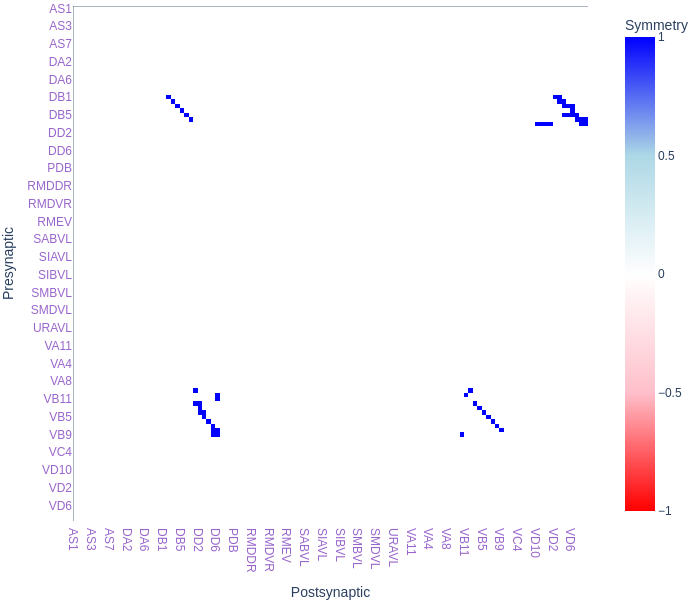 Symmetry
1
0.5
0
−0.5
−1
Presynaptic
AS1
AS3
AS7
DA2
DA6
DB1
DB5
DD2
DD6
PDB
RMDDR
RMDVR
RMEV
SABVL
SIAVL
SIBVL
SMBVL
SMDVL
URAVL
VA11
VA4
VA8
VB11
VB5
VB9
VC4
VD10
VD2
VD6
AS1
AS3
AS7
DA2
DA6
DB1
DB5
DD2
DD6
PDB
RMDDR
RMDVR
RMEV
SABVL
SIAVL
SIBVL
SMBVL
SMDVL
URAVL
VA11
VA4
VA8
VB11
VB5
VB9
VC4
VD10
VD2
VD6
Postsynaptic